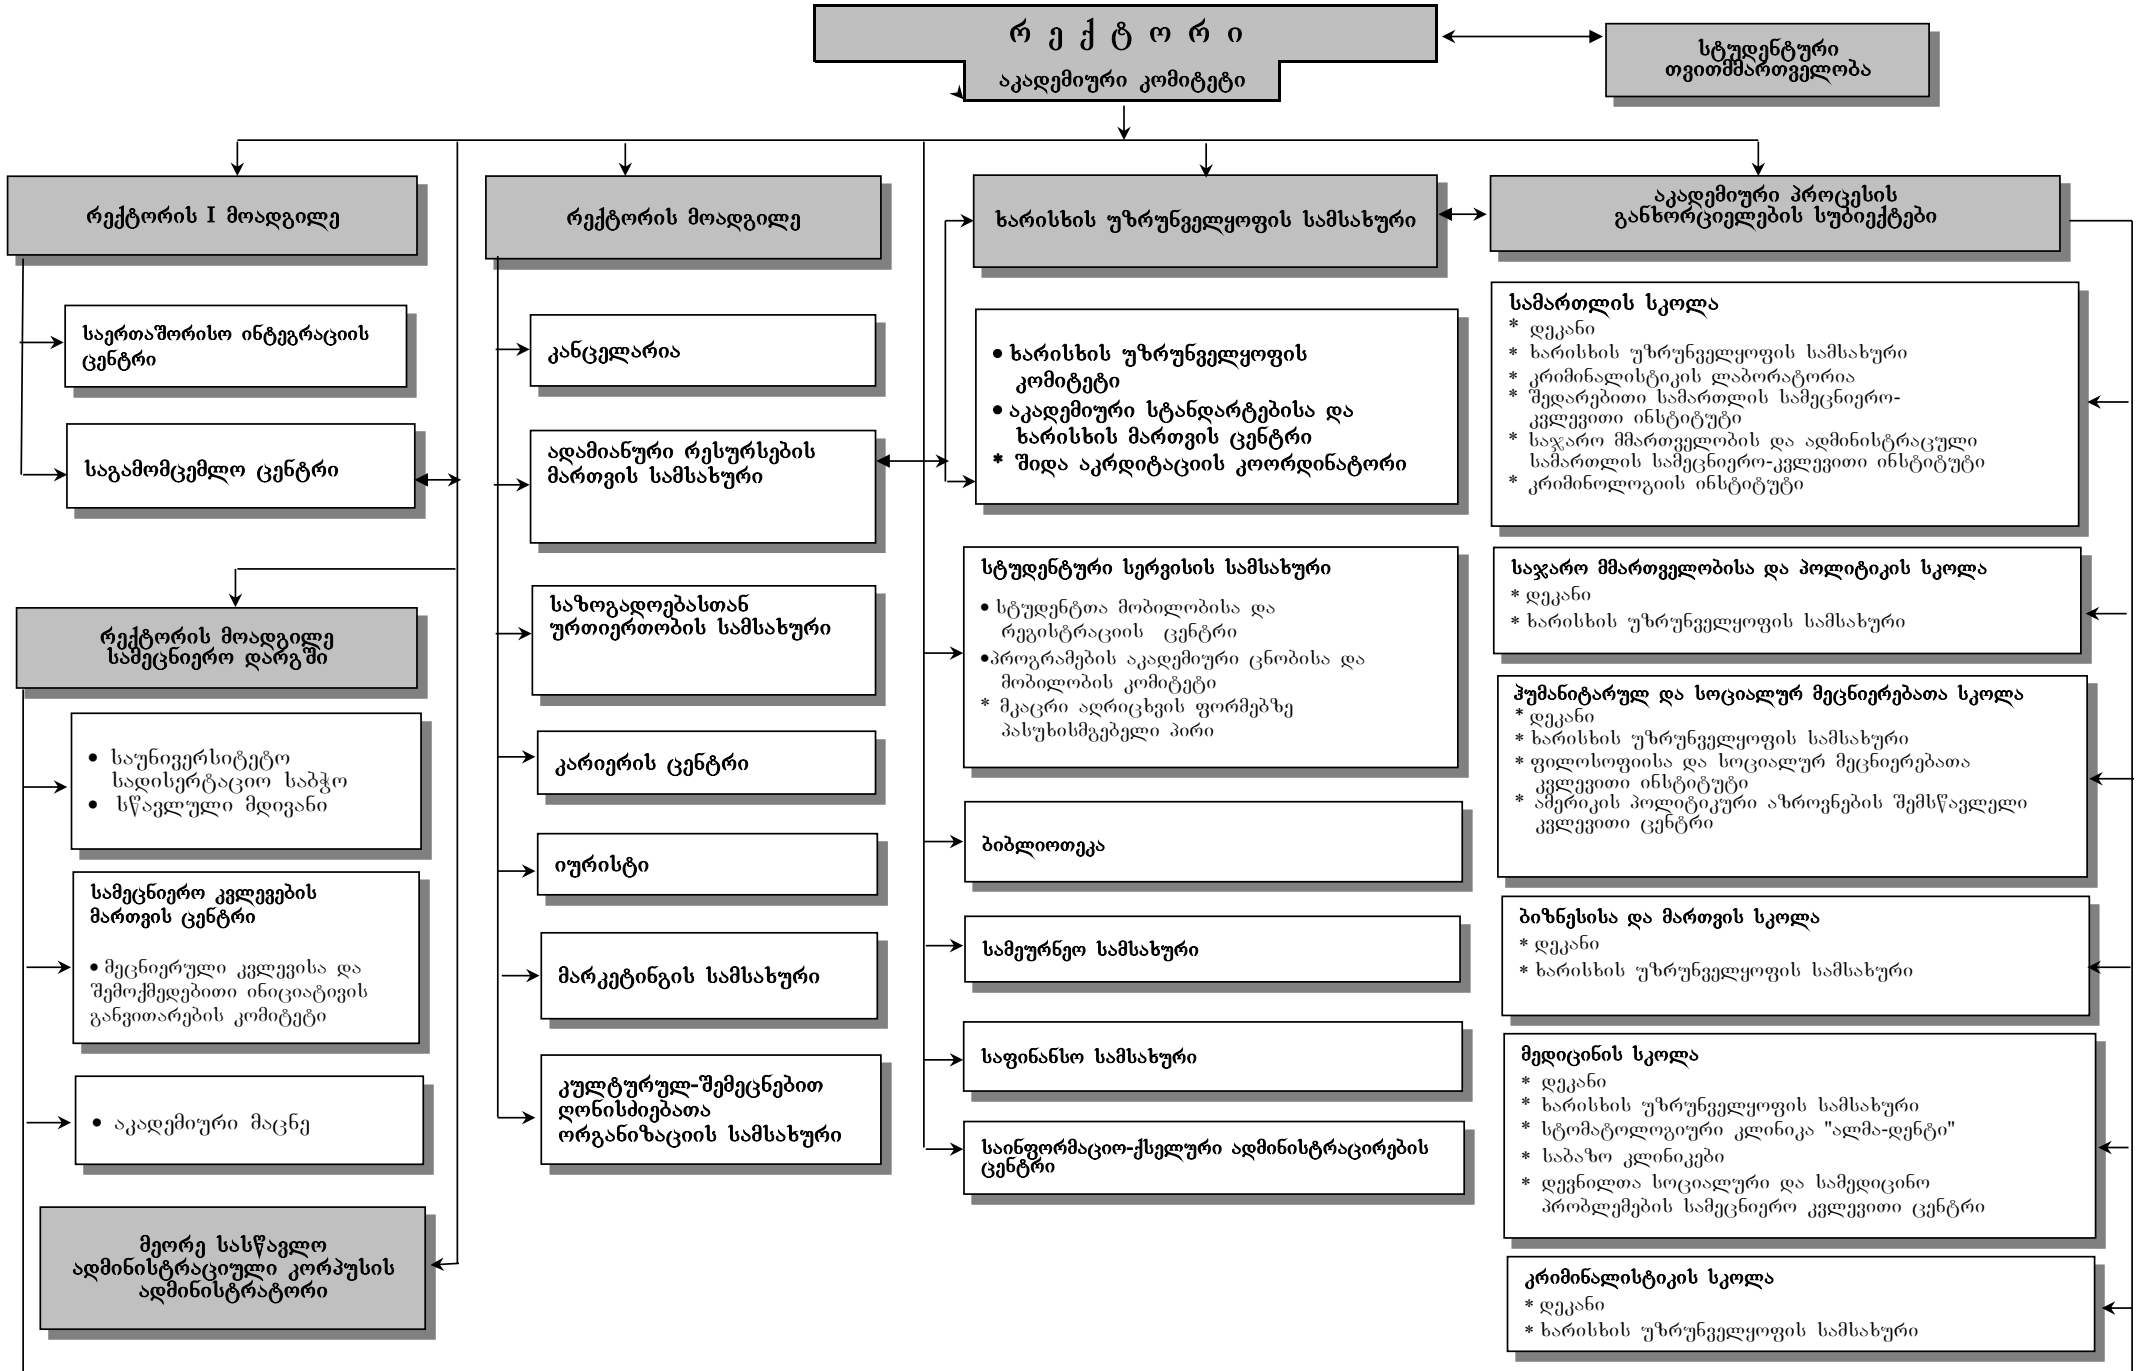 რ ე ქ ტ ო რ ი
აკადემიური კომიტეტი
სტუდენტური
თვითმმართველობა
რექტორის I მოადგილე
საერთაშორისო ინტეგრაციის
ცენტრი
საგამომცემლო ცენტრი
რექტორის მოადგილე
სამეცნიერო დარგში
• საუნივერსიტეტო
სადისერტაციო საბჭო
• სწავლული მდივანი
სამეცნიერო კვლევების
მართვის ცენტრი
• მეცნიერული კვლევისა და
შემოქმედებითი ინიციატივის
განვითარების კომიტეტი
• აკადემიური მაცნე
მეორე სასწავლო
ადმინისტრაციული კორპუსის
ადმინისტრატორი
რექტორის მოადგილე
კანცელარია
ადამიანური რესურსების
მართვის სამსახური
საზოგადოებასთან
ურთიერთობის სამსახური
კარიერის ცენტრი
იურისტი
მარკეტინგის სამსახური
კულტურულ-შემეცნებით
ღონისძიებათა
ორგანიზაციის სამსახური
ხარისხის უზრუნველყოფის სამსახური
• ხარისხის უზრუნველყოფის
კომიტეტი
• აკადემიური სტანდარტებისა და
ხარისხის მართვის ცენტრი
* შიდა აკრდიტაციის კოორდინატორი
სტუდენტური სერვისის სამსახური
• სტუდენტთა მობილობისა და
რეგისტრაციის ცენტრი
•პროგრამების აკადემიური ცნობისა და
მობილობის კომიტეტი
* მკაცრი აღრიცხვის ფორმებზე
პასუხისმგებელი პირი
ბიბლიოთეკა
სამეურნეო სამსახური
საფინანსო სამსახური
საინფორმაციო-ქსელური ადმინისტრაცირების
ცენტრი
აკადემიური პროცესის
განხორციელების სუბიექტები
სამართლის სკოლა
* დეკანი
* ხარისხის უზრუნველყოფის სამსახური
* კრიმინალისტიკის ლაბორატორია
* შედარებითი სამართლის სამეცნიერო-
კვლევითი ინსტიტუტი
* საჯარო მმართველობის და ადმინისტრაცული
სამართლის სამეცნიერო-კვლევითი ინსტიტუტი
* კრიმინოლოგიის ინსტიტუტი
საჯარო მმართველობისა და პოლიტიკის სკოლა
* დეკანი
* ხარისხის უზრუნველყოფის სამსახური
ჰუმანიტარულ და სოციალურ მეცნიერებათა სკოლა
* დეკანი
* ხარისხის უზრუნველყოფის სამსახური
* ფილოსოფიისა და სოციალურ მეცნიერებათა
კვლევითი ინსტიტუტი
* ამერიკის პოლიტიკური აზროვნების შემსწავლელი
კვლევითი ცენტრი
ბიზნესისა და მართვის სკოლა
* დეკანი
* ხარისხის უზრუნველყოფის სამსახური
მედიცინის სკოლა
* დეკანი
* ხარისხის უზრუნველყოფის სამსახური
* სტომატოლოგიური კლინიკა "ალმა-დენტი"
* საბაზო კლინიკები
* დევნილთა სოციალური და სამედიცინო
პრობლემების სამეცნიერო კვლევითი ცენტრი
კრიმინალისტიკის სკოლა
* დეკანი
* ხარისხის უზრუნველყოფის სამსახური